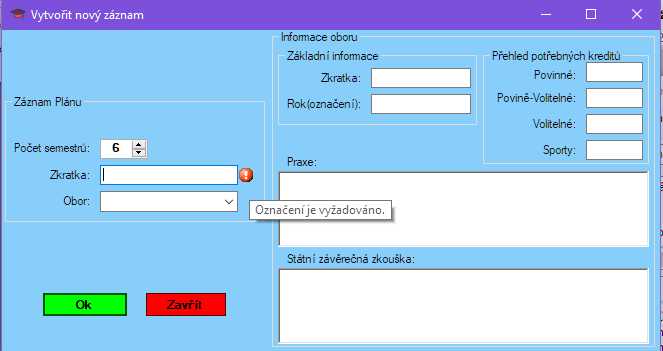 Vytvořit nový záznam
Záznam Plánu
Počet semestrů: 6
Zkratka:
Obor:
Označení je vyžadováno.
Ok
Zavřít
Informace oboru
Základní informace
Zkratka:
Rok(označení):
Přehled potřebných kreditů
Povinné:
Povině-Volitelné:
Volitelné:
Sporty:
Praxe:
Státní závěrečná zkouška: